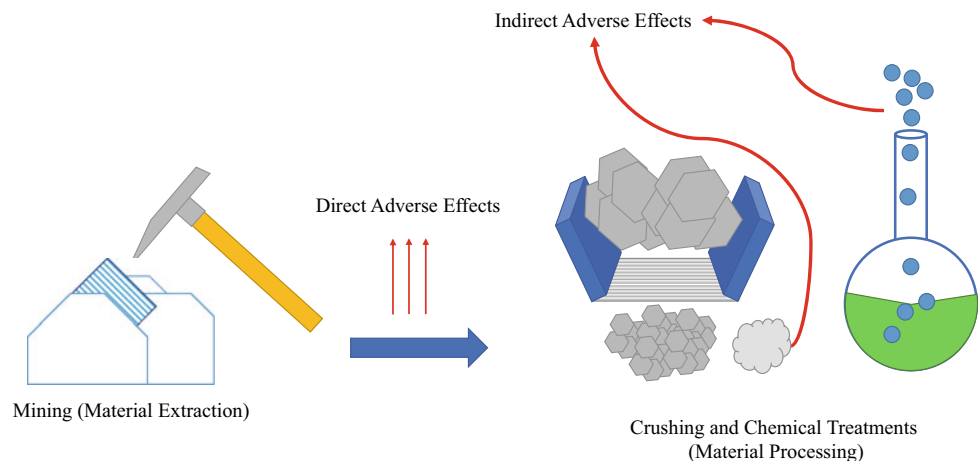 Indirect Adverse Effects
Direct Adverse Effects
Mining (Material Extraction)
Crushing and Chemical Treatments
(Material Processing)